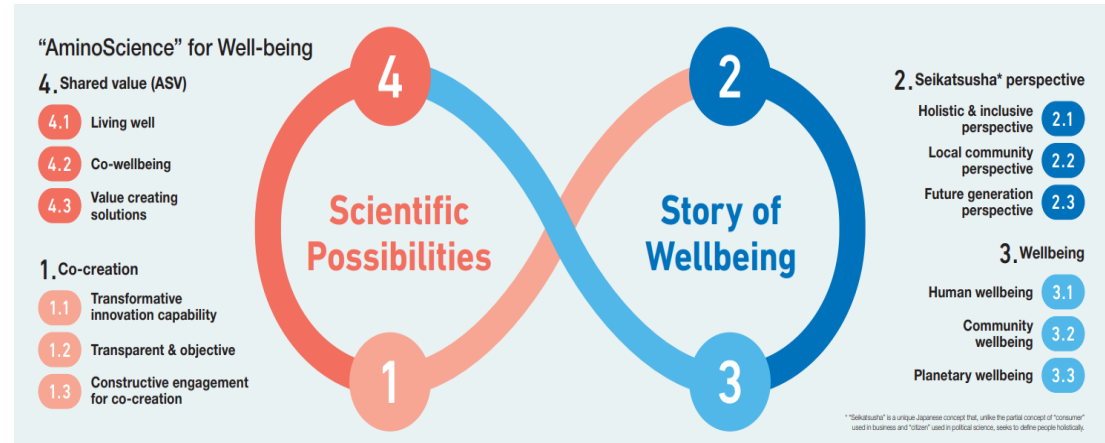 “AminoScience” for Well-being
4. Shared value (ASV)
4.1 Living well
4.2 Co-wellbeing
4.3 Value creating
solutions
1. Co-creation
1.1 Transformative
innovation capability
1.2 Transparent & objective
1.3 Constructive engagement
for co-creation
4
Scientific
Possibilities
1
2
Story of
Wellbeing
3
2. Seikatsusha* perspective
Holistic & inclusive
perspective 2.1
Local community
perspective 2.2
Future generation
perspective 2.3
3. Wellbeing
Human wellbeing 3.1
Community
wellbeing 3.2
Planetary wellbeing 3.3
* “Seikatsusha” is a unique Japanese concept that, unlike the partial concept of “consumer”
used in business and “citizen” used in political science, seeks to define people holistically.